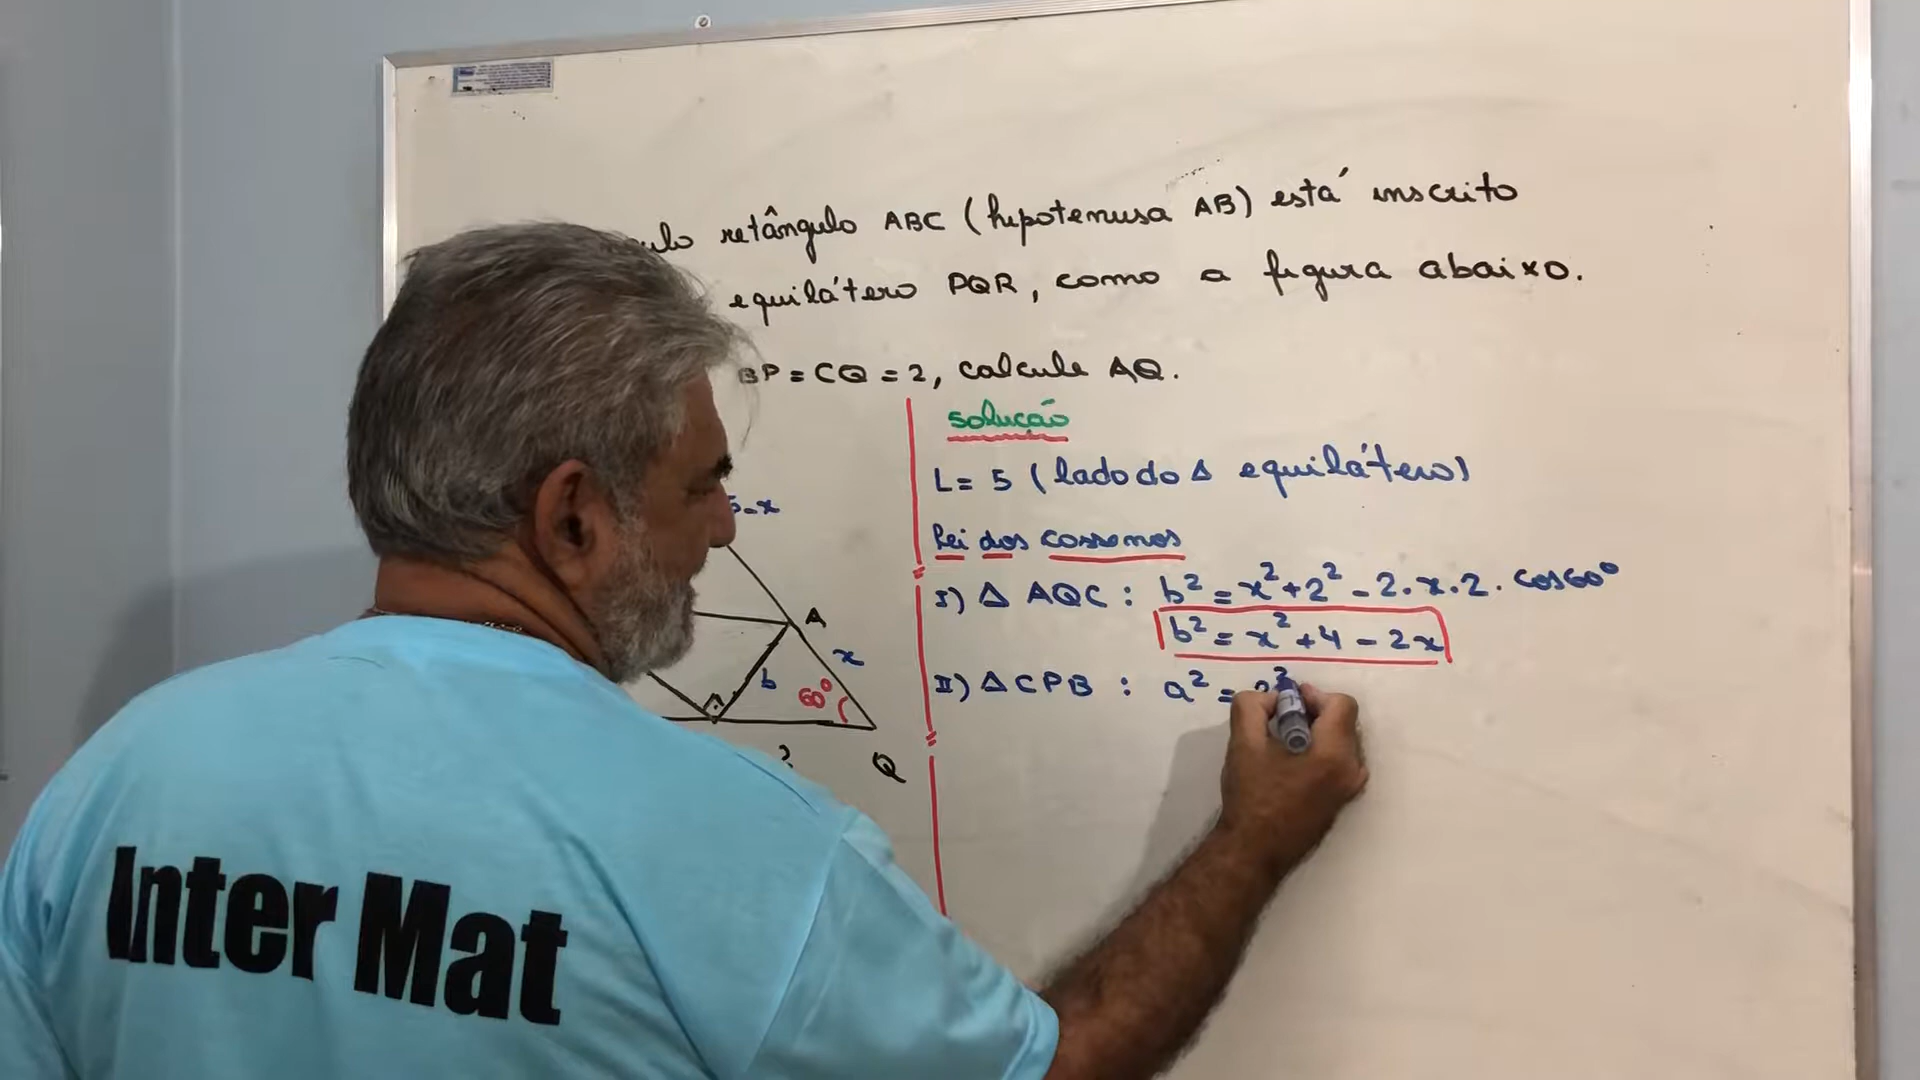 retângulo ABC (hipotenusa AB) está inscrito
equilátero PQR, como a figura abaixo.
BP = CQ = 2, calcule AQ.
solução
L = 5 (lado do Δ equilátero)
Lei dos cossenos
I) Δ AQC : b² = x² + 2² - 2.x.2. cos60°
b² = x² + 4 - 2x
II) Δ CPB : a² =
5-x
A
x
b
60°
Q
Inter Mat